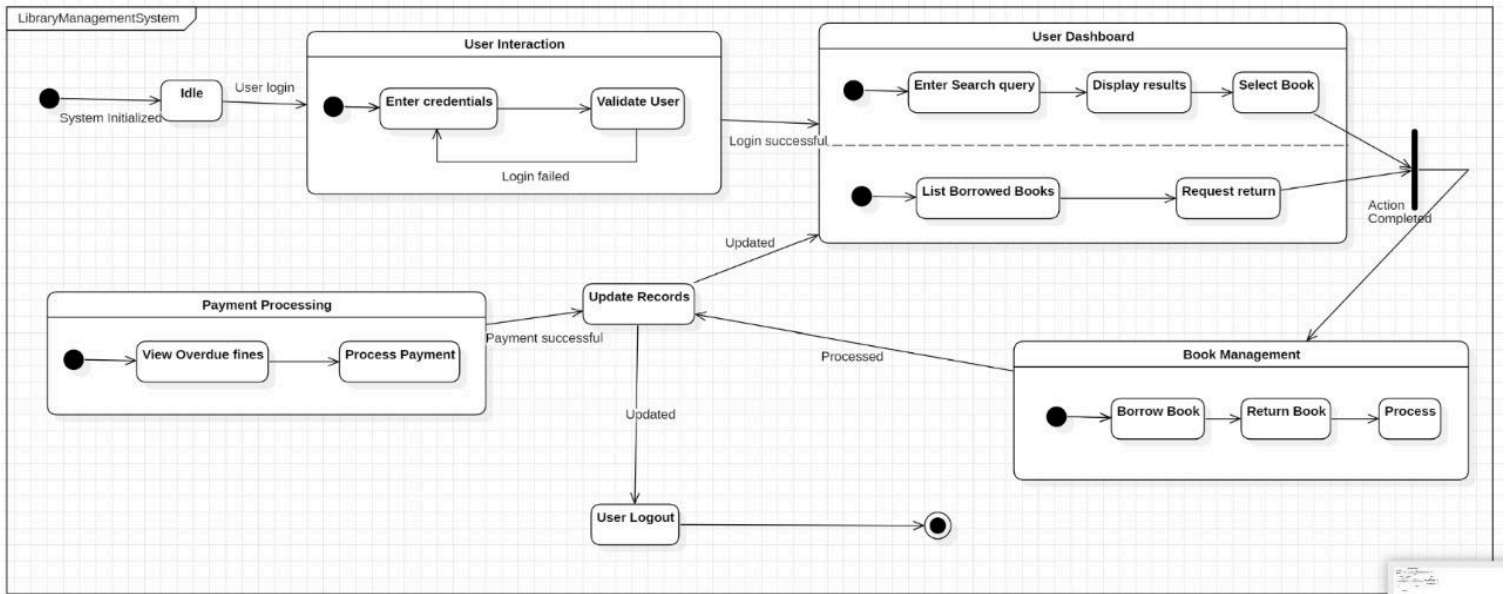 LibraryManagementSystem
User Interaction
User Dashboard
Idle
User login
System Initialized
Enter credentials
Validate User
Login failed
Login successful
Enter Search query
Display results
Select Book
List Borrowed Books
Request return
Action
Completed
Updated
Payment Processing
Update Records
View Overdue fines
Process Payment
Payment successful
Processed
Book Management
Borrow Book
Return Book
Process
Updated
User Logout